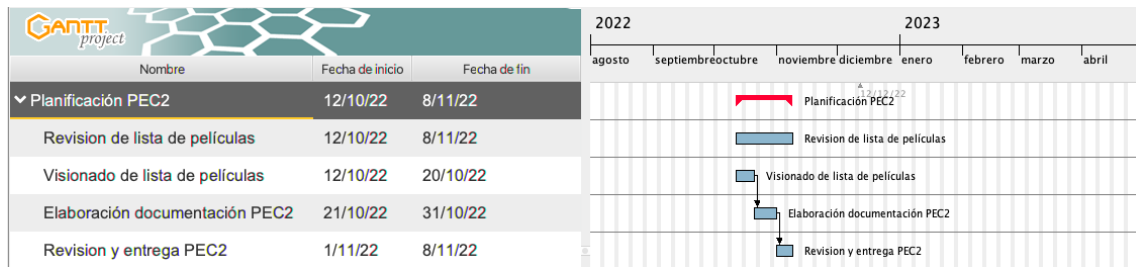 GANTT
project
Nombre Fecha de inicio Fecha de fin
Planificación PEC2 12/10/22 8/11/22
Revision de lista de películas 12/10/22 8/11/22
Visionado de lista de películas 12/10/22 20/10/22
Elaboración documentación PEC2 21/10/22 31/10/22
Revision y entrega PEC2 1/11/22 8/11/22
2022 2023
agosto septiembre octubre noviembre diciembre enero febrero marzo abril
12/12/22
Planificación PEC2
Revision de lista de películas
Visionado de lista de películas
Elaboración documentación PEC2
Revision y entrega PEC2